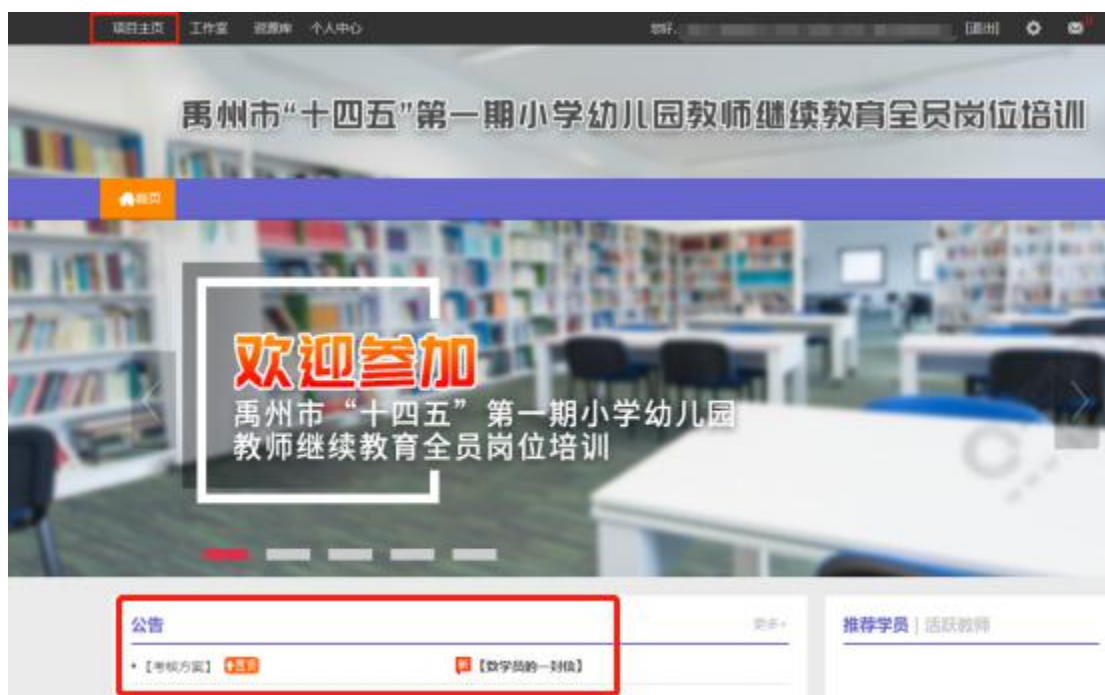 项目主页 工作室 资源库 个人中心 您好, [退出]
禹州市“十四五”第一期小学幼儿园教师继续教育全员岗位培训
首页
欢迎参加
禹州市“十四五”第一期小学幼儿园
教师继续教育全员岗位培训
公告 更多+ 推荐学员 | 活跃教师
•【考核方案】 置顶 新【致学员的一封信】